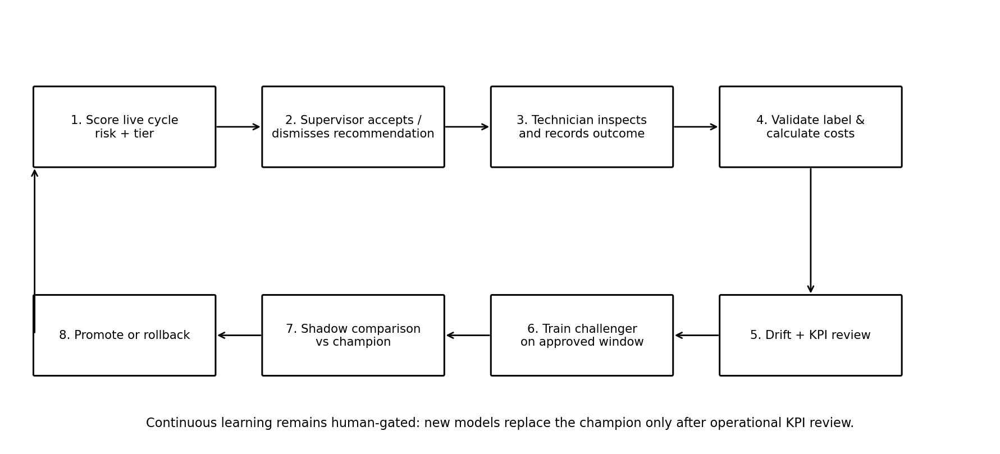 1. Score live cycle
risk + tier
2. Supervisor accepts /
dismisses recommendation
3. Technician inspects
and records outcome
4. Validate label &
calculate costs
5. Drift + KPI review
6. Train challenger
on approved window
7. Shadow comparison
vs champion
8. Promote or rollback
Continuous learning remains human-gated: new models replace the champion only after operational KPI review.